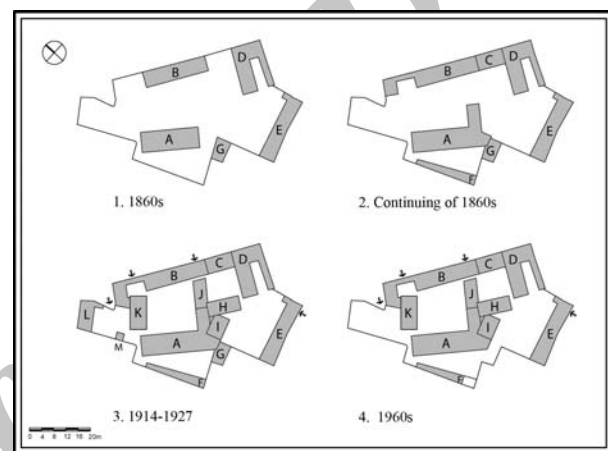 B
D
A
G
E
1. 1860s
B
C
D
A
G
E
F
2. Continuing of 1860s
B
C
D
J
L
K
H
I
A
M
G
E
F
3. 1914-1927
B
C
D
J
K
H
I
A
E
F
4. 1960s
0 4 8 12 16 20m